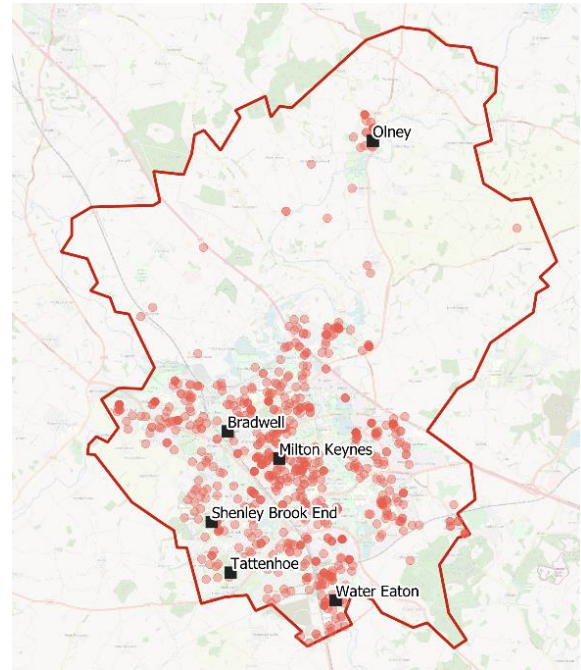 Olney
Bradwell
Milton Keynes
Shenley Brook End
Tattenhoe
Water Eaton